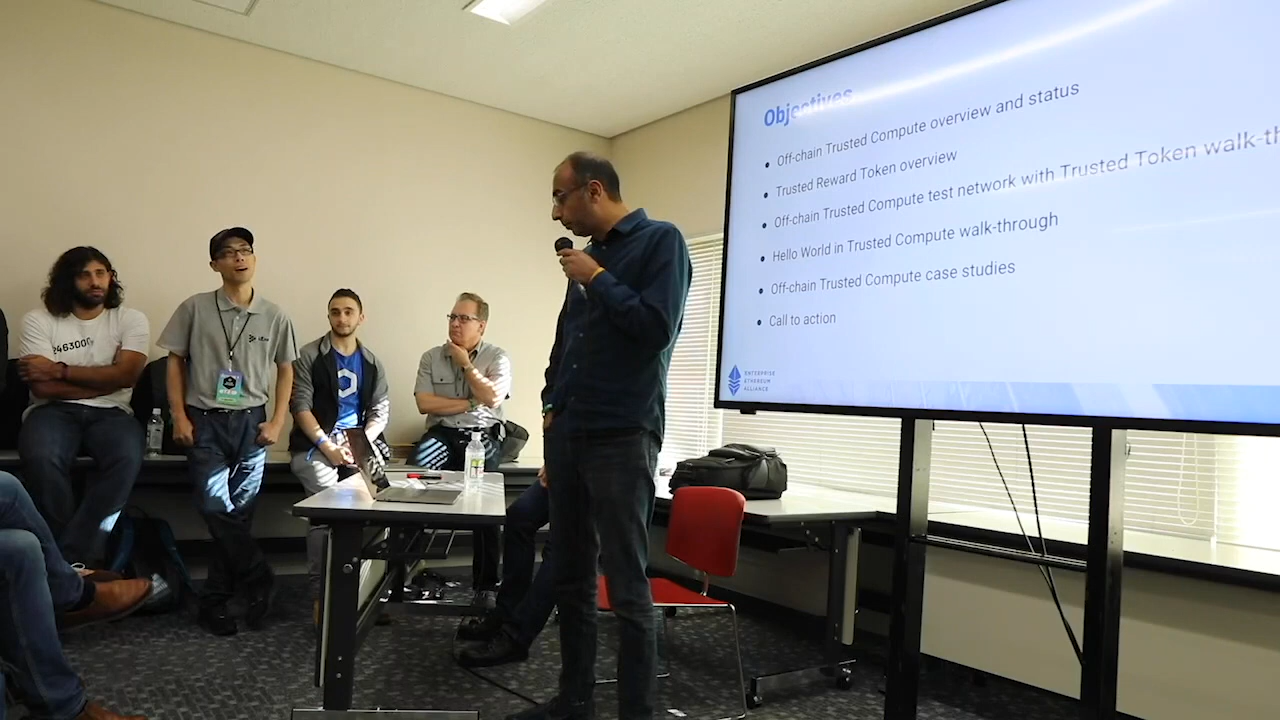 Objectives
Off-chain Trusted Compute overview and status
Trusted Reward Token overview
Off-chain Trusted Compute test network with Trusted Token walk-th
Hello World in Trusted Compute walk-through
Off-chain Trusted Compute case studies
Call to action
ENTERPRISE
ETHEREUM
ALLIANCE